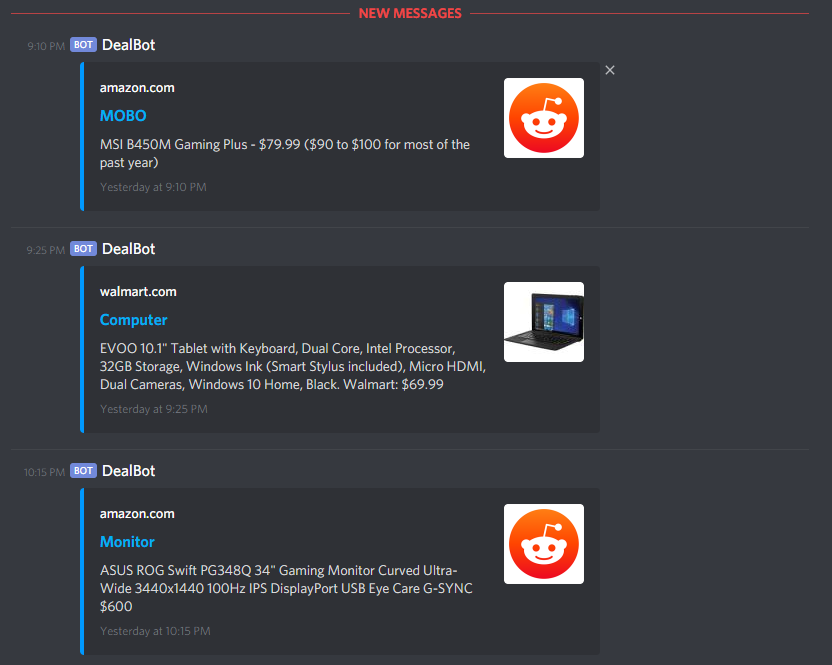 NEW MESSAGES
9:10 PM BOT DealBot
amazon.com
MOBO
MSI B450M Gaming Plus - $79.99 ($90 to $100 for most of the
past year)
Yesterday at 9:10 PM
9:25 PM BOT DealBot
walmart.com
Computer
EVOO 10.1" Tablet with Keyboard, Dual Core, Intel Processor,
32GB Storage, Windows Ink (Smart Stylus included), Micro HDMI,
Dual Cameras, Windows 10 Home, Black. Walmart: $69.99
Yesterday at 9:25 PM
10:15 PM BOT DealBot
amazon.com
Monitor
ASUS ROG Swift PG348Q 34" Gaming Monitor Curved Ultra-
Wide 3440x1440 100Hz IPS DisplayPort USB Eye Care G-SYNC
$600
Yesterday at 10:15 PM